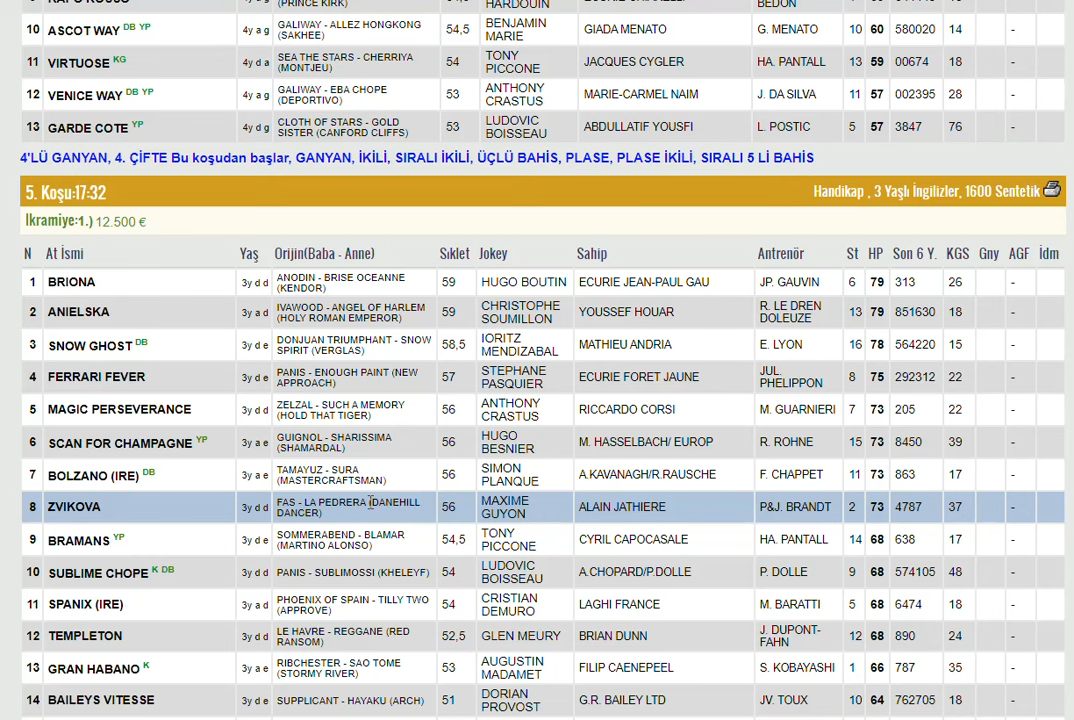 10 ASCOT WAY DB YP 4y a g GALIWAY - ALLEZ HONGKONG (SAKHEE) 54,5 BENJAMIN MARIE GIADA MENATO G. MENATO 10 60 580020 14 -
11 VIRTUOSE KG 4y d a SEA THE STARS - CHERRIYA (MONTJEU) 54 TONY PICCONE JACQUES CYGLER HA. PANTALL 13 59 00674 18 -
12 VENICE WAY DB YP 4y a g GALIWAY - EBA CHOPE (DEPORTIVO) 53 ANTHONY CRASTUS MARIE-CARMEL NAIM J. DA SILVA 11 57 002395 28 -
13 GARDE COTE YP 4y d g CLOTH OF STARS - GOLD SISTER (CANFORD CLIFFS) 53 LUDOVIC BOISSEAU ABDULLATIF YOUSFI L. POSTIC 5 57 3847 76 -
4'LÜ GANYAN, 4. ÇİFTE Bu koşudan başlar, GANYAN, İKİLİ, SIRALI İKİLİ, ÜÇLÜ BAHİS, PLASE, PLASE İKİLİ, SIRALI 5 Lİ BAHİS
5. Koşu:17:32 Handikap , 3 Yaşlı İngilizler, 1600 Sentetik
Ikramiye:1.) 12.500 €
N At İsmi Yaş Orijin(Baba - Anne) Sıklet Jokey Sahip Antrenör St HP Son 6 Y. KGS Gny AGF İdm
1 BRIONA 3y d d ANODIN - BRISE OCEANNE (KENDOR) 59 HUGO BOUTIN ECURIE JEAN-PAUL GAU JP. GAUVIN 6 79 313 26 -
2 ANIELSKA 3y a d IVAWOOD - ANGEL OF HARLEM (HOLY ROMAN EMPEROR) 59 CHRISTOPHE SOUMILLON YOUSSEF HOUAR R. LE DREN DOLEUZE 13 79 851630 18 -
3 SNOW GHOST DB 3y d e DONJUAN TRIUMPHANT - SNOW SPIRIT (VERGLAS) 58,5 IORITZ MENDIZABAL MATHIEU ANDRIA E. LYON 16 78 564220 15 -
4 FERRARI FEVER 3y d e PANIS - ENOUGH PAINT (NEW APPROACH) 57 STEPHANE PASQUIER ECURIE FORET JAUNE JUL. PHELIPPON 8 75 292312 22 -
5 MAGIC PERSEVERANCE 3y d d ZELZAL - SUCH A MEMORY (HOLD THAT TIGER) 56 ANTHONY CRASTUS RICCARDO CORSI M. GUARNIERI 7 73 205 22 -
6 SCAN FOR CHAMPAGNE YP 3y a e GUIGNOL - SHARISSIMA (SHAMARDAL) 56 HUGO BESNIER M. HASSELBACH/ EUROP R. ROHNE 15 73 8450 39 -
7 BOLZANO (IRE) DB 3y a e TAMAYUZ - SURA (MASTERCRAFTSMAN) 56 SIMON PLANQUE A.KAVANAGH/R.RAUSCHE F. CHAPPET 11 73 863 17 -
8 ZVIKOVA 3y d d FAS - LA PEDRERA (DANEHILL DANCER) 56 MAXIME GUYON ALAIN JATHIERE P&J. BRANDT 2 73 4787 37 -
9 BRAMANS YP 3y d e SOMMERABEND - BLAMAR (MARTINO ALONSO) 54,5 TONY PICCONE CYRIL CAPOCASALE HA. PANTALL 14 68 638 17 -
10 SUBLIME CHOPE K DB 3y d d PANIS - SUBLIMOSSI (KHELEYF) 54 LUDOVIC BOISSEAU A.CHOPARD/P.DOLLE P. DOLLE 9 68 574105 48 -
11 SPANIX (IRE) 3y a d PHOENIX OF SPAIN - TILLY TWO (APPROVE) 54 CRISTIAN DEMURO LAGHI FRANCE M. BARATTI 5 68 6474 18 -
12 TEMPLETON 3y d d LE HAVRE - REGGANE (RED RANSOM) 52,5 GLEN MEURY BRIAN DUNN J. DUPONT-FAHN 12 68 890 24 -
13 GRAN HABANO K 3y a e RIBCHESTER - SAO TOME (STORMY RIVER) 53 AUGUSTIN MADAMET FILIP CAENEPEEL S. KOBAYASHI 1 66 787 35 -
14 BAILEYS VITESSE 3y d e SUPPLICANT - HAYAKU (ARCH) 51 DORIAN PROVOST G.R. BAILEY LTD JV. TOUX 10 64 762705 18 -